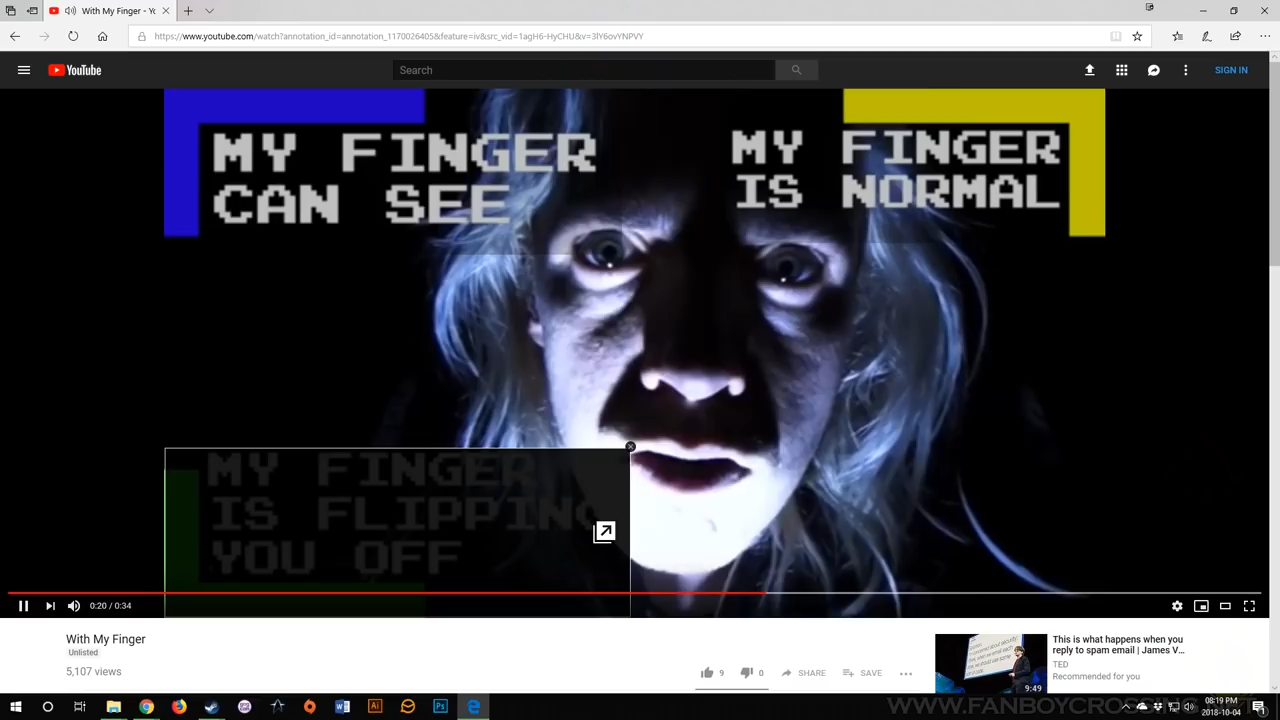 With My Finger - Yo
https://www.youtube.com/watch?annotation_id=annotation_1170026405&feature=iv&src_vid=1agH6-HyCHU&v=3lY6ovYNPVY
YouTube
Search
SIGN IN
MY FINGER
CAN SEE
MY FINGER
IS NORMAL
MY FINGER
IS FLIPPING
YOU OFF
0:20 / 0:34
With My Finger
Unlisted
5,107 views
9
0
SHARE
SAVE
This is what happens when you
reply to spam email | James V...
TED
Recommended for you
9:49
08:19 PM
2018-10-04